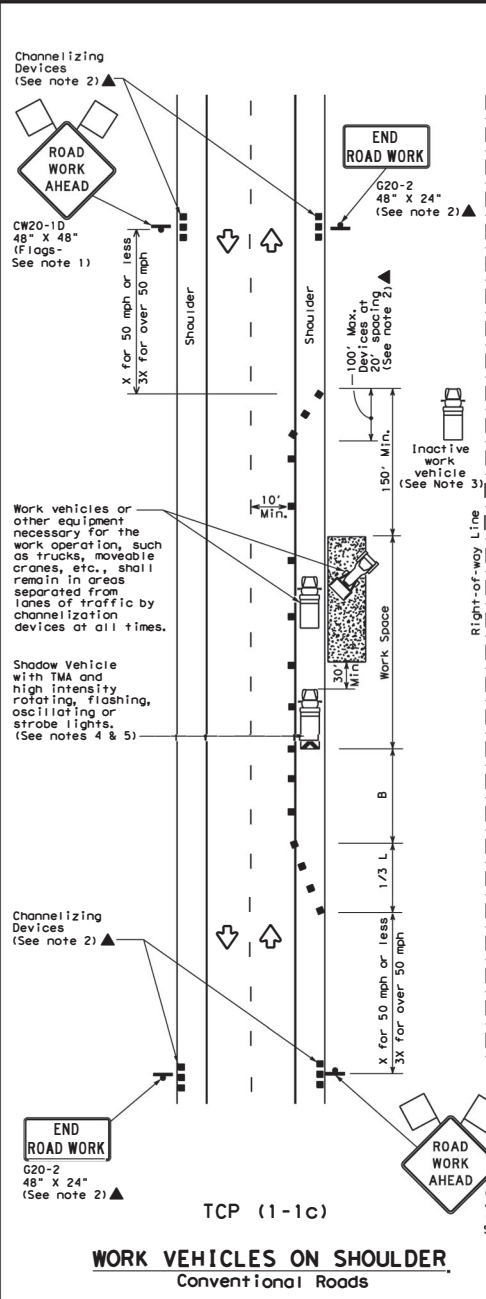 Channelizing
Devices
(See note 2)▲
ROAD
WORK
AHEAD
CW20-1D
48" X 48"
(Flags-
See note 1)
END
ROAD WORK
G20-2
48" X 24"
(See note 2)▲
X for 50 mph or less
3X for over 50 mph
Shoulder
Shoulder
100' Max.
Devices at
20' spacing
(See note 2)▲
150' Min.
Inactive
work
vehicle
(See Note 3)
Right-of-way Line
10'
Min.
Work vehicles or
other equipment
necessary for the
work operation, such
as trucks, moveable
cranes, etc., shall
remain in areas
separated from
lanes of traffic by
channelization
devices at all times.
Work Space
30'
Min.
Shadow Vehicle
with TMA and
high intensity
rotating, flashing,
oscillating or
strobe lights.
(See notes 4 & 5)
B
1/3 L
Channelizing
Devices
(See note 2)▲
X for 50 mph or less
3X for over 50 mph
END
ROAD WORK
G20-2
48" X 24"
(See note 2)▲
ROAD
WORK
AHEAD
TCP (1-1c)
WORK VEHICLES ON SHOULDER
Conventional Roads